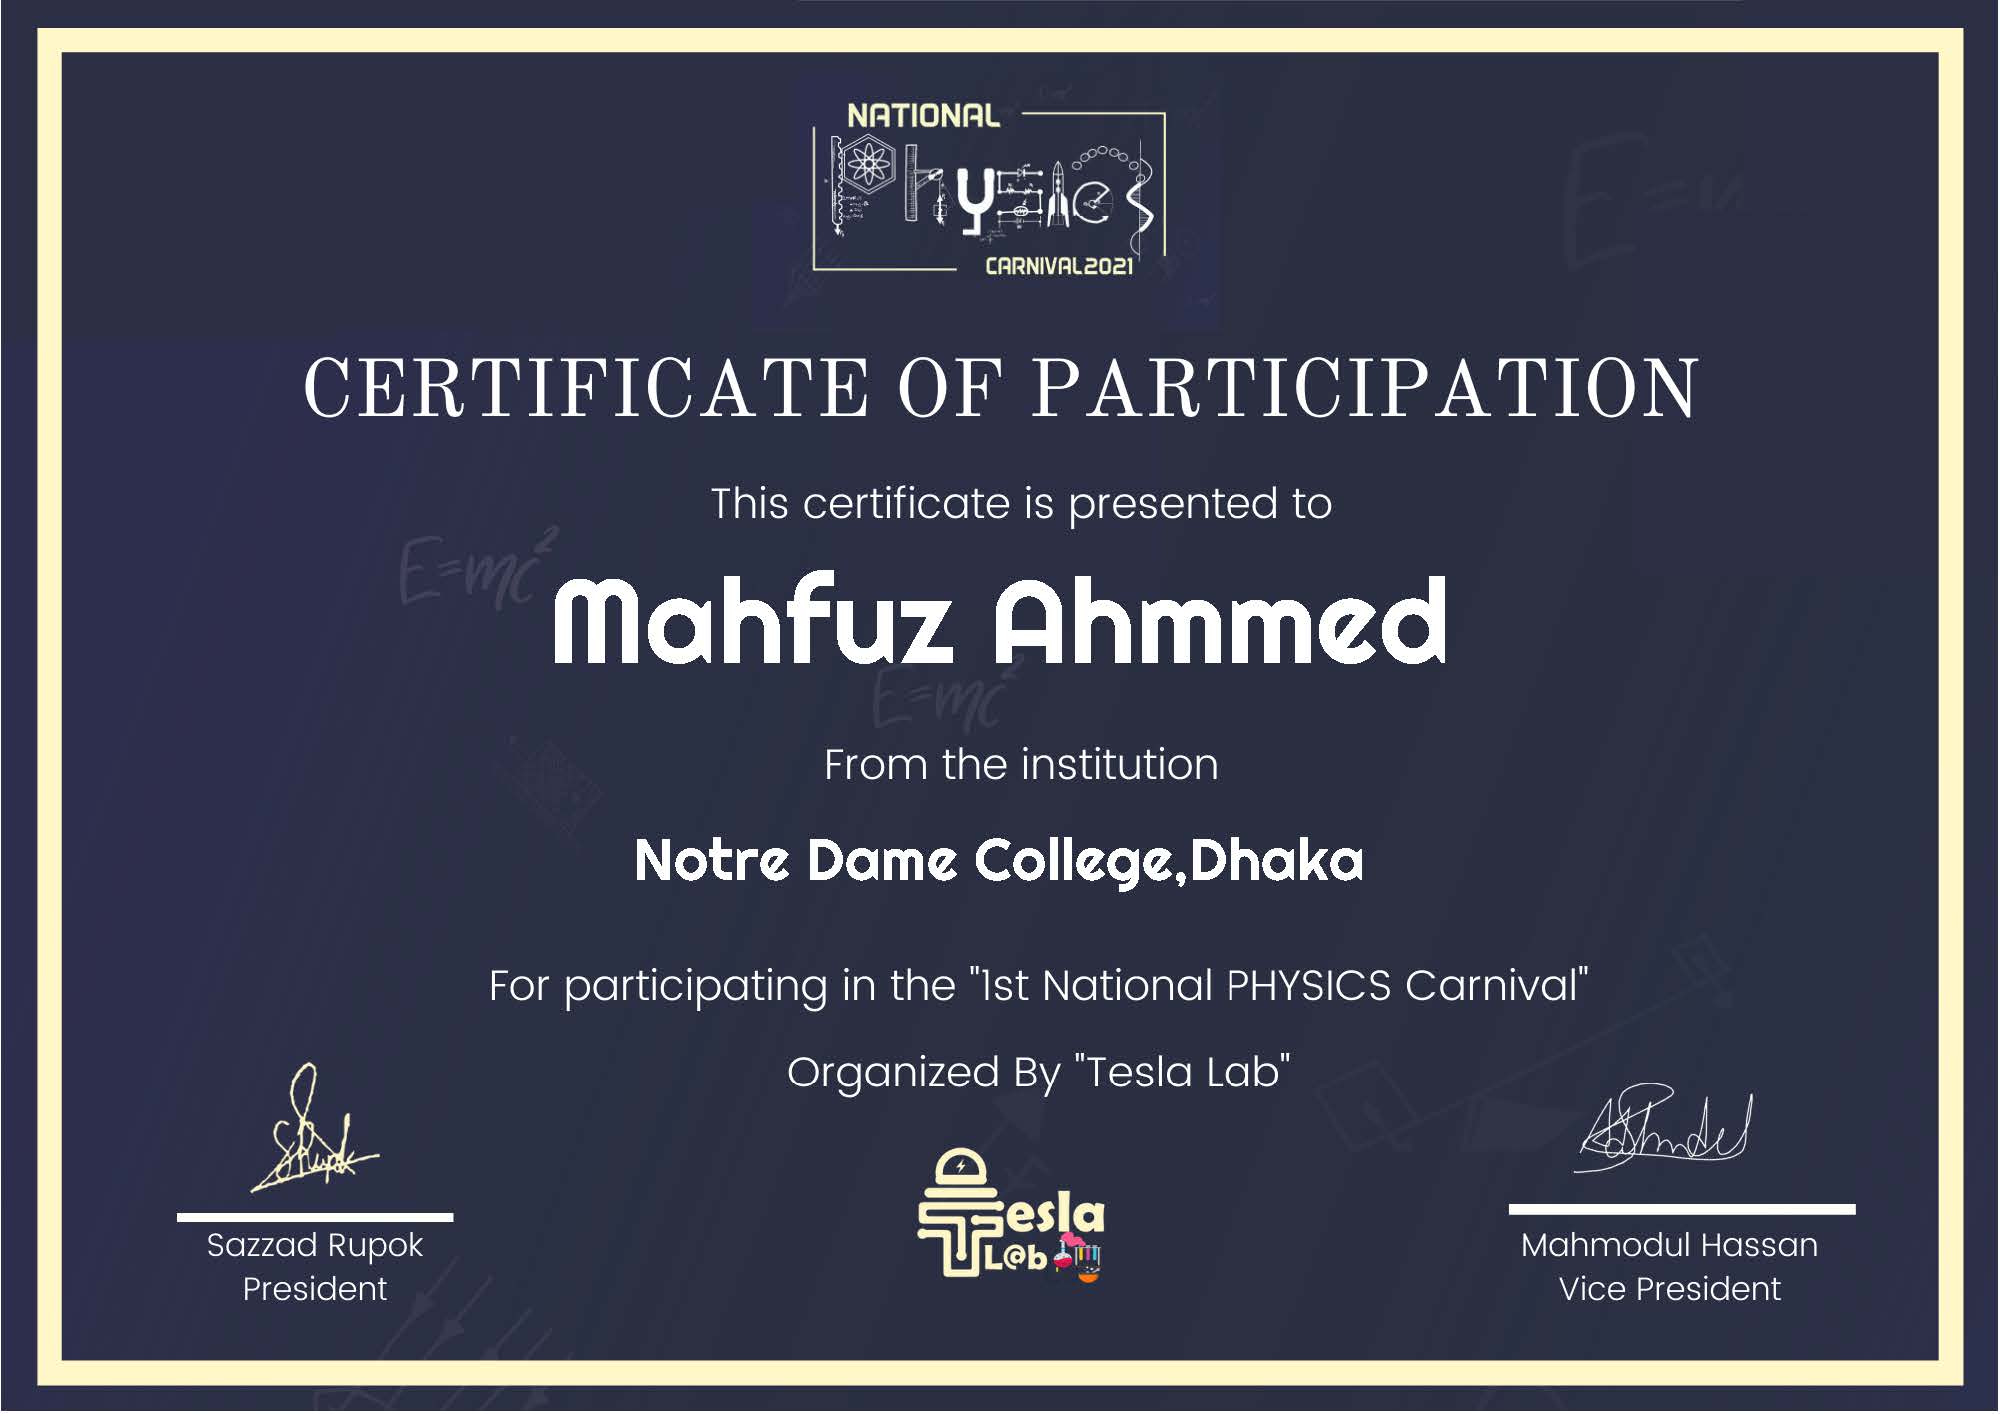 NATIONAL
Physics
CARNIVAL2021
CERTIFICATE OF PARTICIPATION
This certificate is presented to
E=mc²
Mahfuz Ahmmed
E=mc²
From the institution
Notre Dame College,Dhaka
For participating in the "1st National PHYSICS Carnival"
Organized By "Tesla Lab"
Tesla
L@b
Sazzad Rupok
President
Mahmodul Hassan
Vice President